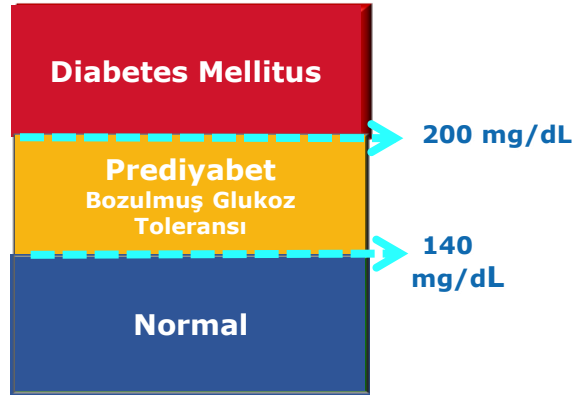 Diabetes Mellitus
200 mg/dL
Prediyabet
Bozulmuş Glukoz
Toleransı
140
mg/dL
Normal